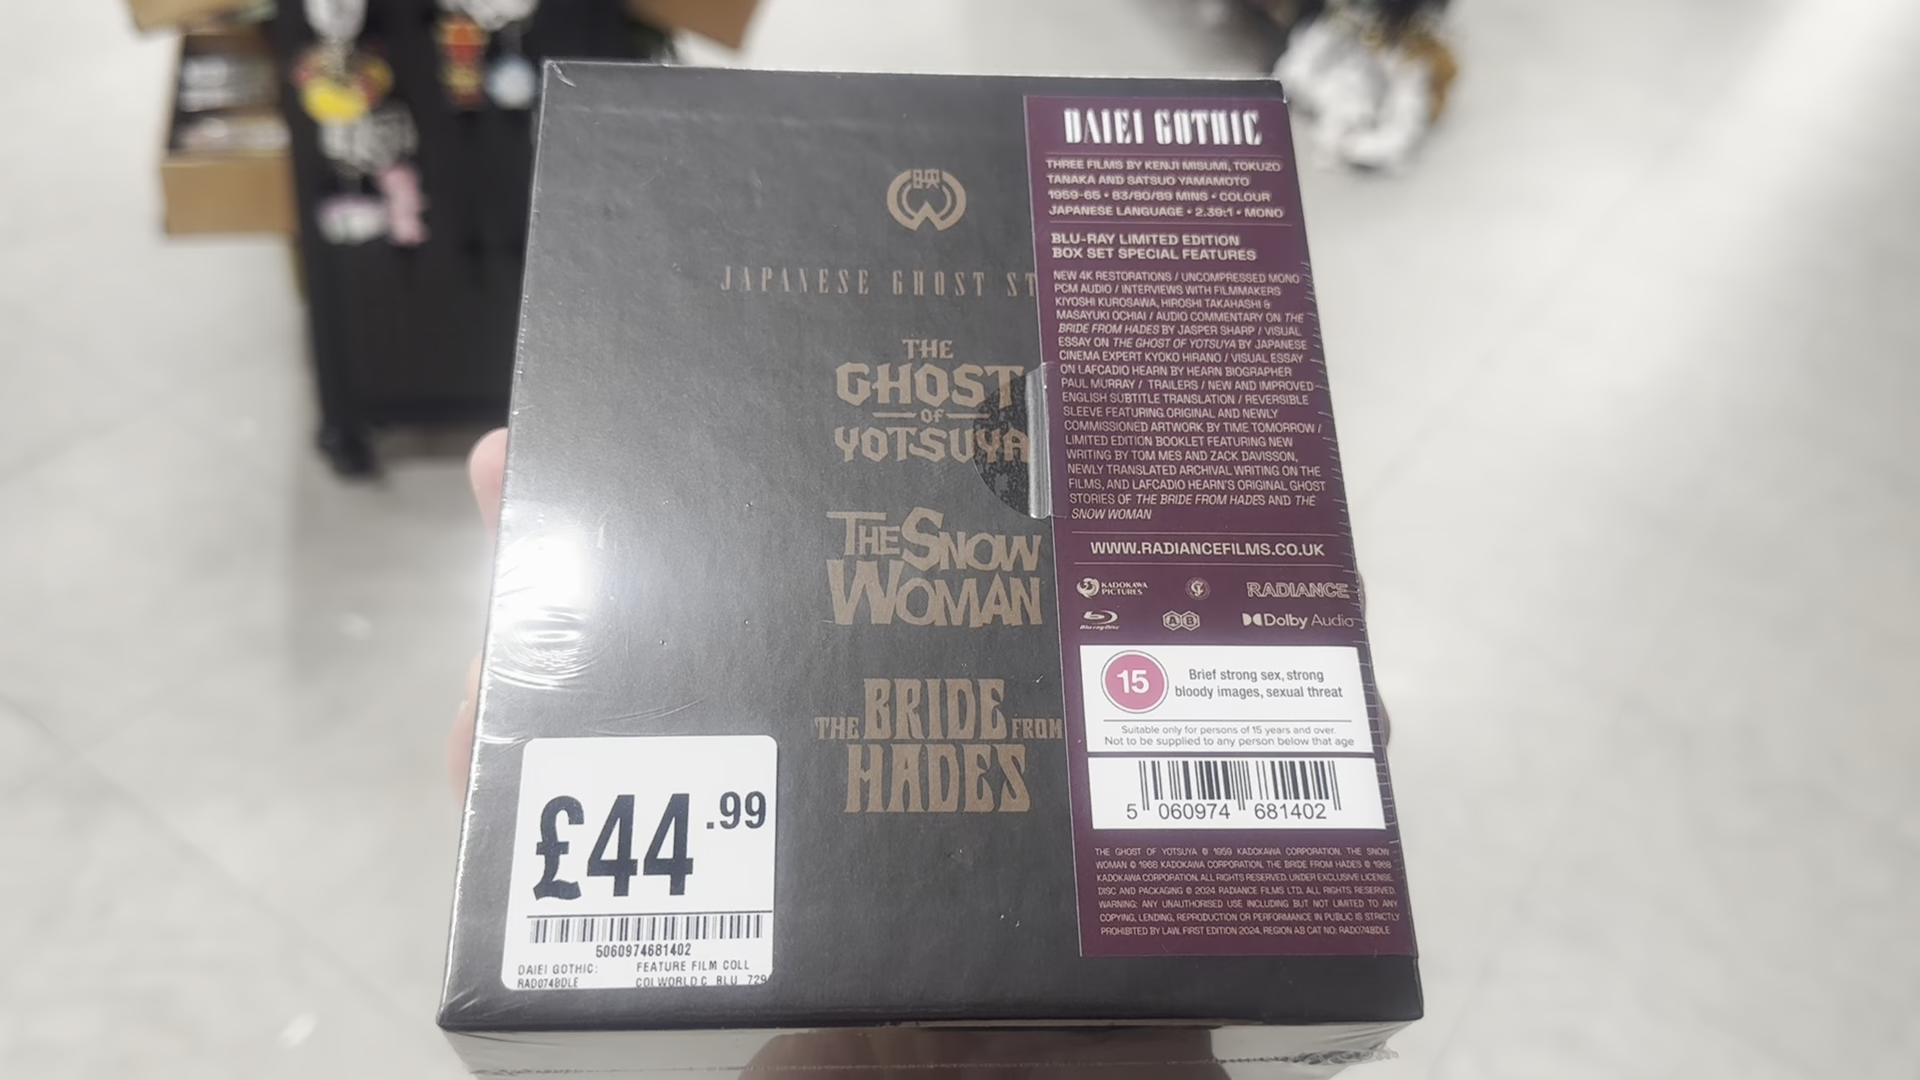 映
JAPANESE GHOST ST
THE
GHOST
OF
YOTSUYA
THE SNOW
WOMAN
THE BRIDE FROM
HADES
£44.99
5060974681402
DAIEI GOTHIC: FEATURE FILM COLL
RAD074BDLE COLWORLD C BLU 729
DAIEI GOTHIC
THREE FILMS BY KENJI MISUMI, TOKUZO
TANAKA AND SATSUO YAMAMOTO
1959-65 • 83/80/89 MINS • COLOUR
JAPANESE LANGUAGE • 2.39:1 • MONO
BLU-RAY LIMITED EDITION
BOX SET SPECIAL FEATURES
NEW 4K RESTORATIONS / UNCOMPRESSED MONO
PCM AUDIO / INTERVIEWS WITH FILMMAKERS
KIYOSHI KUROSAWA, HIROSHI TAKAHASHI &
MASAYUKI OCHIAI / AUDIO COMMENTARY ON THE
BRIDE FROM HADES BY JASPER SHARP / VISUAL
ESSAY ON THE GHOST OF YOTSUYA BY JAPANESE
CINEMA EXPERT KYOKO HIRANO / VISUAL ESSAY
ON LAFCADIO HEARN BY HEARN BIOGRAPHER
PAUL MURRAY / TRAILERS / NEW AND IMPROVED
ENGLISH SUBTITLE TRANSLATION / REVERSIBLE
SLEEVE FEATURING ORIGINAL AND NEWLY
COMMISSIONED ARTWORK BY TIME TOMORROW /
LIMITED EDITION BOOKLET FEATURING NEW
WRITING BY TOM MES AND ZACK DAVISSON,
NEWLY TRANSLATED ARCHIVAL WRITING ON THE
FILMS, AND LAFCADIO HEARN'S ORIGINAL GHOST
STORIES OF THE BRIDE FROM HADES AND THE
SNOW WOMAN
WWW.RADIANCEFILMS.CO.UK
KADOKAWA
PICTURES
RADIANCE
Blu-ray Disc
A B
Dolby Audio
15
Brief strong sex, strong
bloody images, sexual threat
Suitable only for persons of 15 years and over.
Not to be supplied to any person below that age
5 060974 681402
THE GHOST OF YOTSUYA © 1959 KADOKAWA CORPORATION. THE SNOW
WOMAN © 1968 KADOKAWA CORPORATION. THE BRIDE FROM HADES © 1968
KADOKAWA CORPORATION. ALL RIGHTS RESERVED. UNDER EXCLUSIVE LICENSE.
DISC AND PACKAGING © 2024 RADIANCE FILMS LTD. ALL RIGHTS RESERVED.
WARNING: ANY UNAUTHORISED USE INCLUDING BUT NOT LIMITED TO ANY
COPYING, LENDING, REPRODUCTION OR PERFORMANCE IN PUBLIC IS STRICTLY
PROHIBITED BY LAW. FIRST EDITION 2024. REGION AB CAT NO: RAD074BDLE